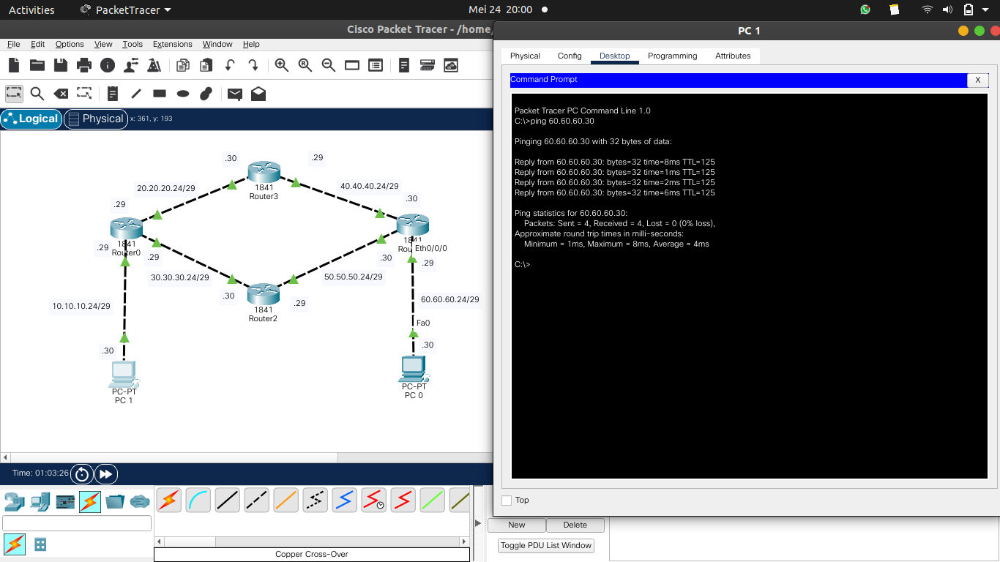 Activities
PacketTracer
Mei 24 20:00
Cisco Packet Tracer - /home/
File Edit Options View Tools Extensions Window Help
Logical
Physical
x: 361, y: 193
.30
.29
1841
Router3
20.20.20.24/29
40.40.40.24/29
.29
.30
1841
Router0
.29
.29
1841
Rou
Eth0/0/0
.30
.29
30.30.30.24/29
50.50.50.24/29
.30
.29
1841
Router2
10.10.10.24/29
60.60.60.24/29
Fa0
.30
.30
PC-PT
PC 1
PC-PT
PC 0
Time: 01:03:26
Copper Cross-Over
New
Delete
Toggle PDU List Window
PC 1
Physical Config Desktop Programming Attributes
Command Prompt
X
Packet Tracer PC Command Line 1.0
C:\>ping 60.60.60.30
Pinging 60.60.60.30 with 32 bytes of data:
Reply from 60.60.60.30: bytes=32 time=8ms TTL=125
Reply from 60.60.60.30: bytes=32 time=1ms TTL=125
Reply from 60.60.60.30: bytes=32 time=2ms TTL=125
Reply from 60.60.60.30: bytes=32 time=6ms TTL=125
Ping statistics for 60.60.60.30:
Packets: Sent = 4, Received = 4, Lost = 0 (0% loss),
Approximate round trip times in milli-seconds:
Minimum = 1ms, Maximum = 8ms, Average = 4ms
C:\>
Top